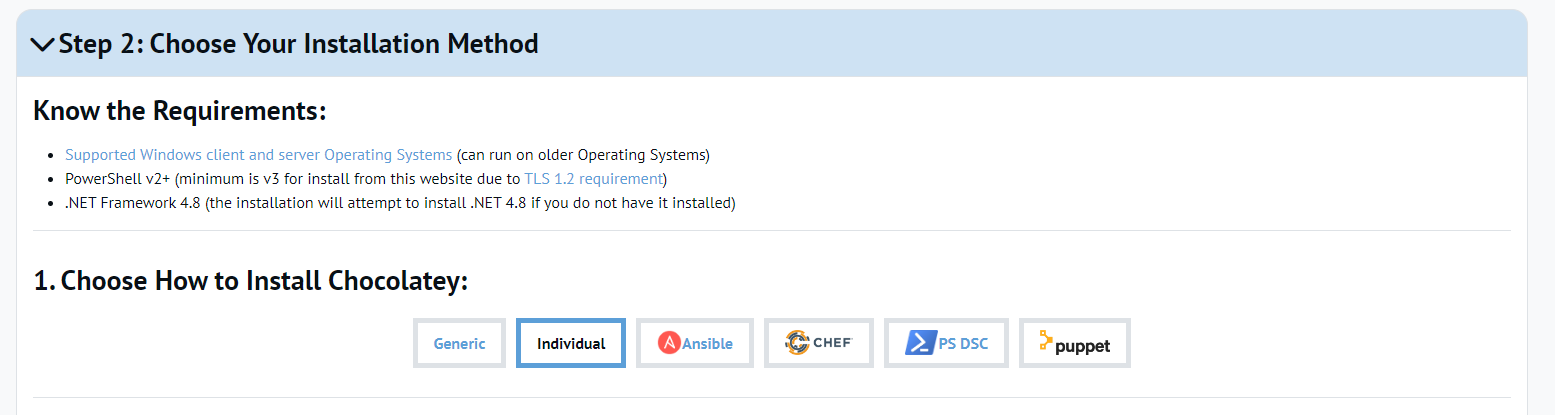 Step 2: Choose Your Installation Method
Know the Requirements:
Supported Windows client and server Operating Systems (can run on older Operating Systems)
PowerShell v2+ (minimum is v3 for install from this website due to TLS 1.2 requirement)
.NET Framework 4.8 (the installation will attempt to install .NET 4.8 if you do not have it installed)
1. Choose How to Install Chocolatey:
Generic Individual Ansible CHEF PS DSC puppet